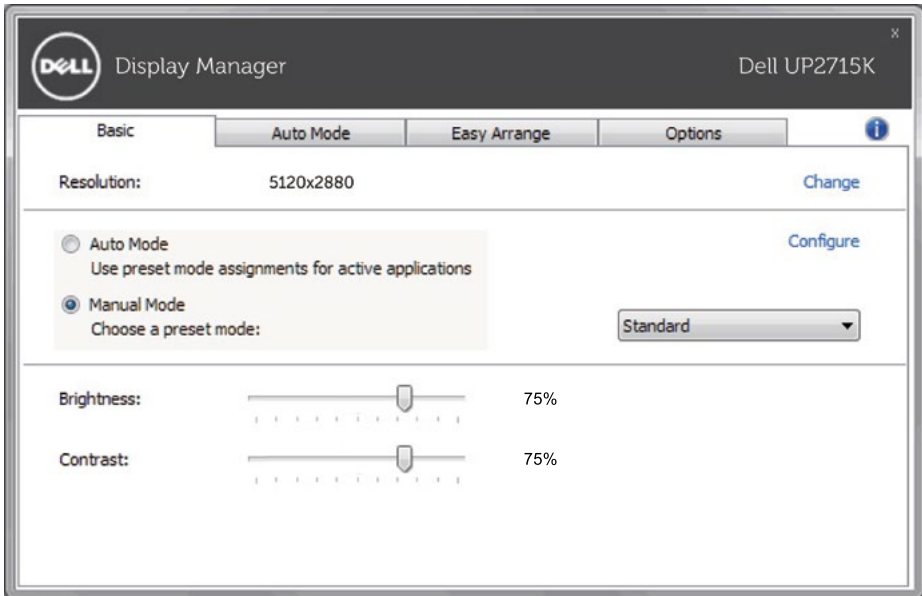 DELL Display Manager Dell UP2715K
X
Basic Auto Mode Easy Arrange Options i
Resolution: 5120x2880 Change
Auto Mode Configure
Use preset mode assignments for active applications
Manual Mode
Choose a preset mode: Standard
Brightness: 75%
Contrast: 75%